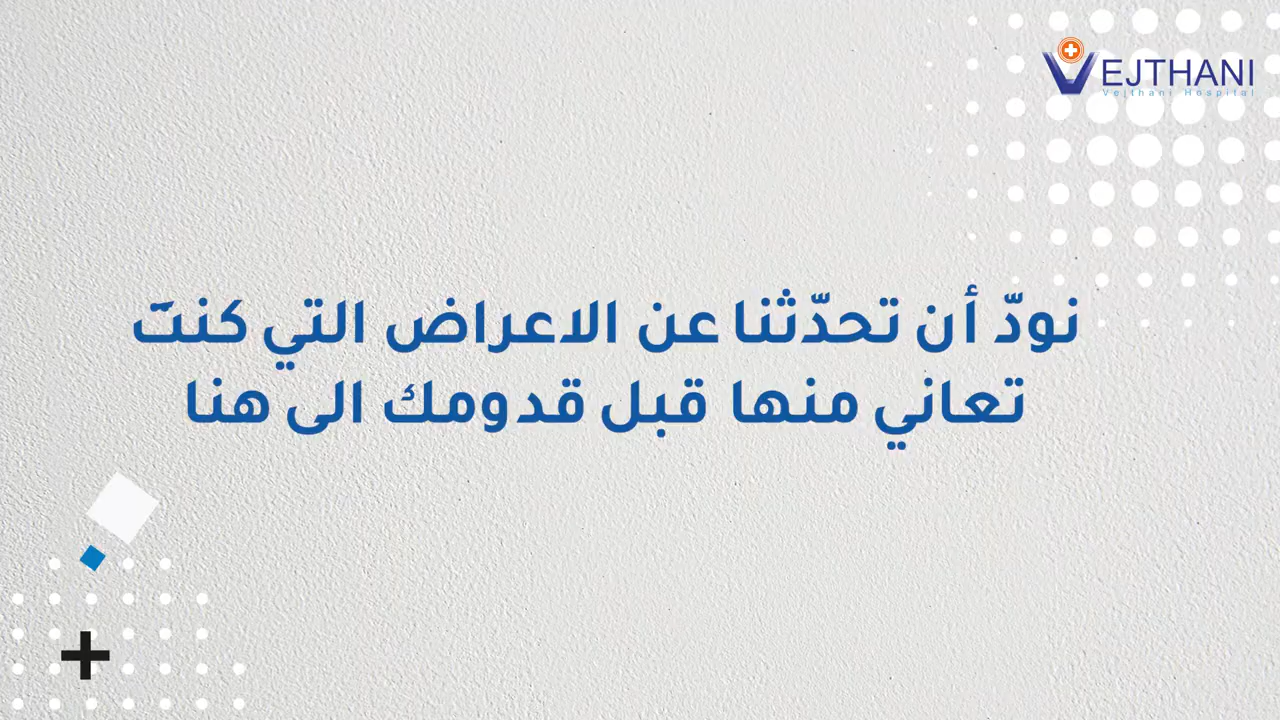 VEJTHANI
Vejthani Hospital
نودّ أن تحدّثنا عن الاعراض التي كنتَ
تعاني منها قبل قدومك الى هنا